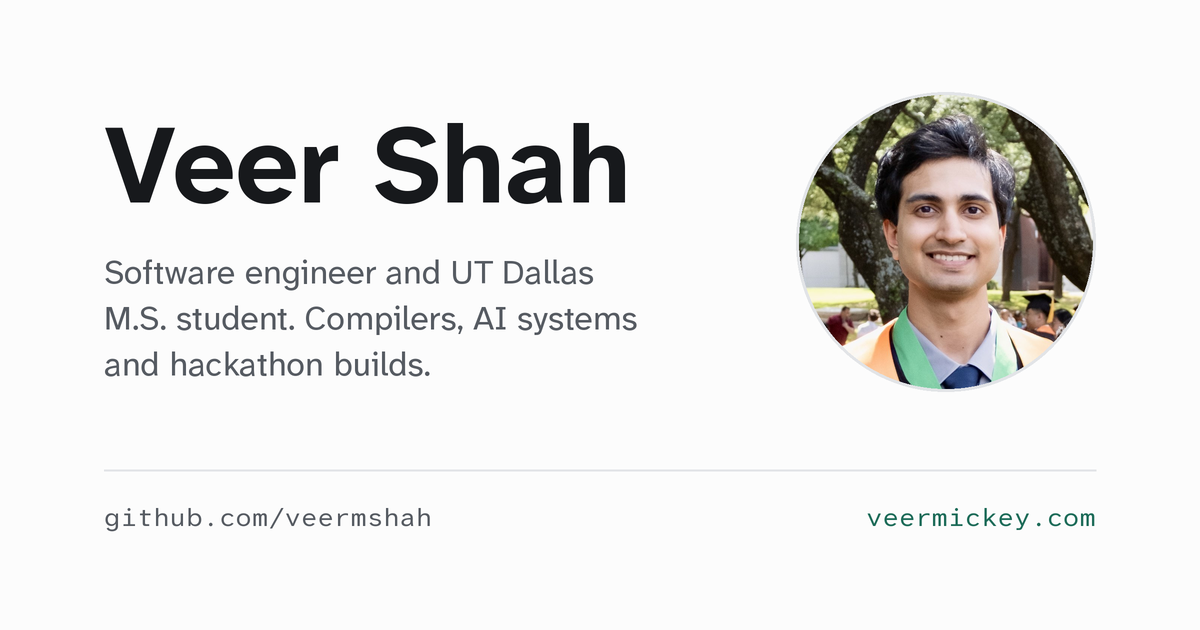 Veer Shah
Software engineer and UT Dallas
M.S. student. Compilers, AI systems
and hackathon builds.
github.com/veermshah
veermickey.com